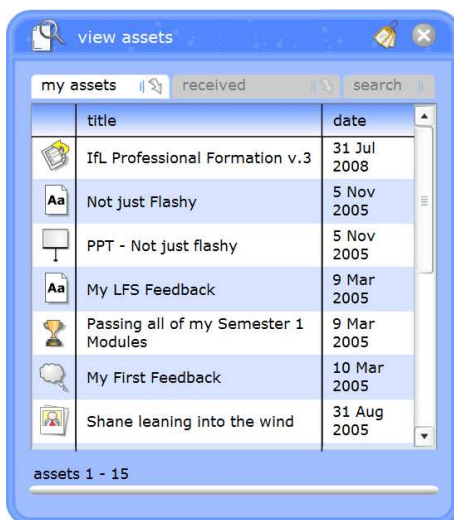 view assets
my assets received search
title date
IfL Professional Formation v.3 31 Jul
2008
Aa Not just Flashy 5 Nov
2005
PPT - Not just flashy 5 Nov
2005
Aa My LFS Feedback 9 Mar
2005
Passing all of my Semester 1 9 Mar
Modules 2005
My First Feedback 10 Mar
2005
Shane leaning into the wind 31 Aug
2005
assets 1 - 15